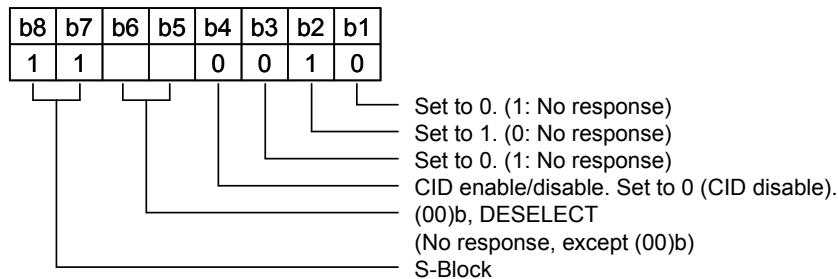 b8 b7 b6 b5 b4 b3 b2 b1
1 1 0 0 1 0
Set to 0. (1: No response)
Set to 1. (0: No response)
Set to 0. (1: No response)
CID enable/disable. Set to 0 (CID disable).
(00)b, DESELECT
(No response, except (00)b)
S-Block